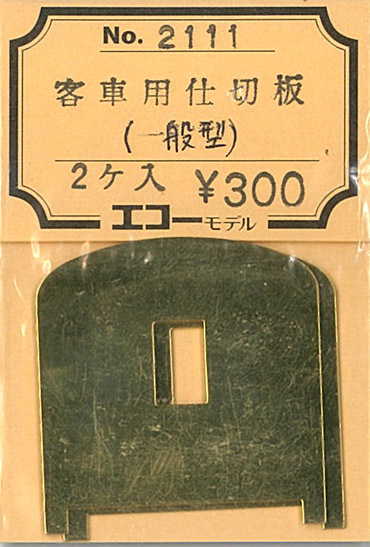 No. 2111
客車用仕切板
(一般型)
2ケ入 ¥300
エコーモデル